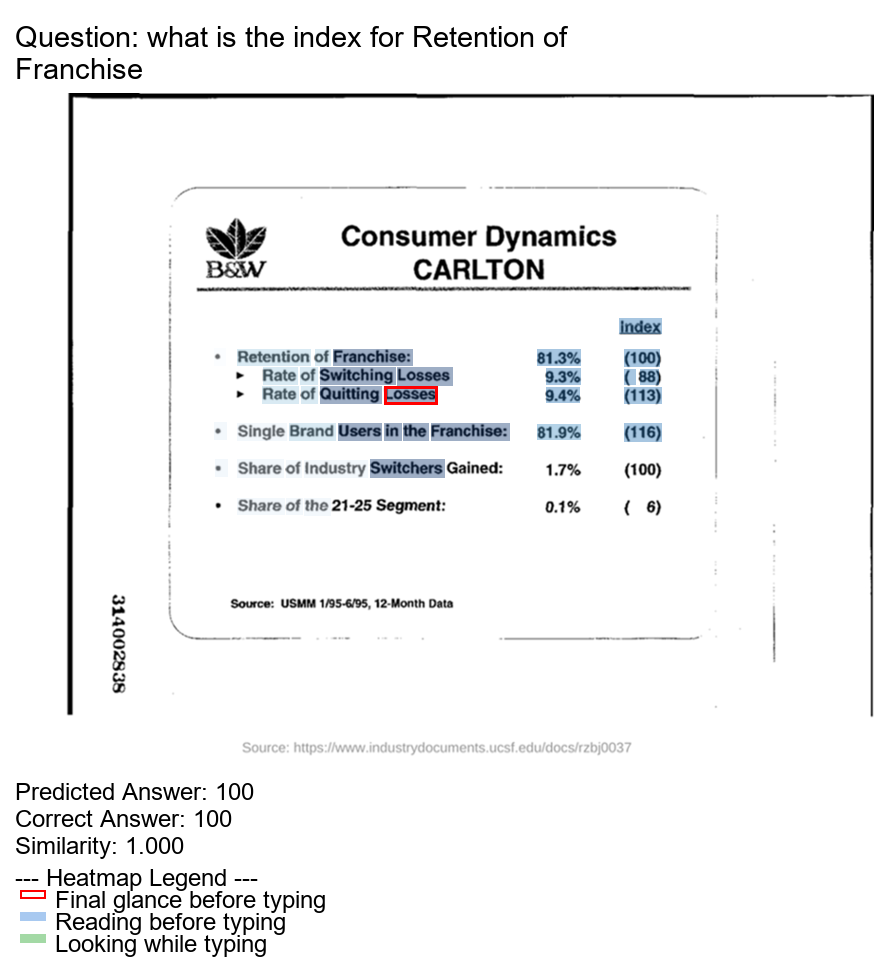 Question: what is the index for Retention of
Franchise
B&W
Consumer Dynamics
CARLTON
Index
• Retention of Franchise: 81.3% (100)
► Rate of Switching Losses 9.3% ( 88)
► Rate of Quitting Losses 9.4% (113)
• Single Brand Users in the Franchise: 81.9% (116)
• Share of Industry Switchers Gained: 1.7% (100)
• Share of the 21-25 Segment: 0.1% ( 6)
Source: USMM 1/95-6/95, 12-Month Data
314002838
Source: https://www.industrydocuments.ucsf.edu/docs/rzbj0037
Predicted Answer: 100
Correct Answer: 100
Similarity: 1.000
--- Heatmap Legend ---
Final glance before typing
Reading before typing
Looking while typing